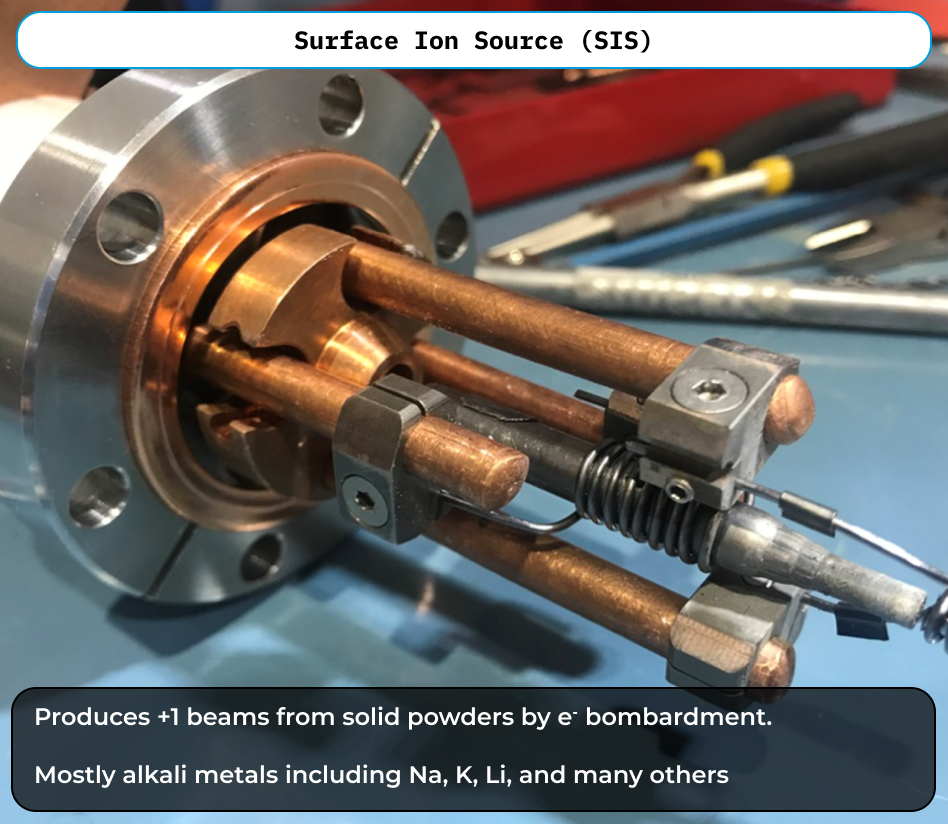 Surface Ion Source (SIS)
Produces +1 beams from solid powders by e⁻ bombardment.
Mostly alkali metals including Na, K, Li, and many others